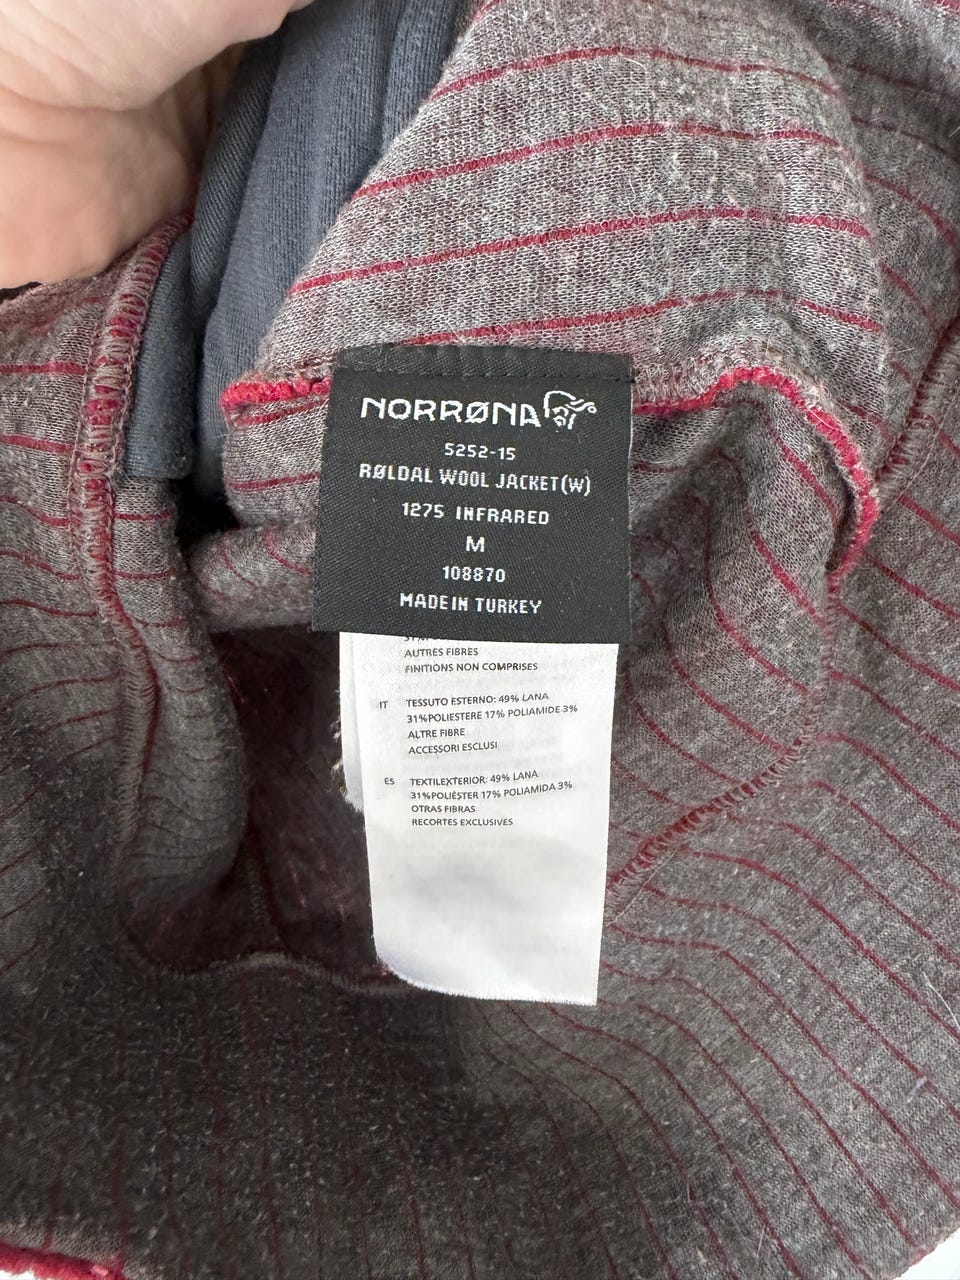 NORRØNA
5252-15
RØLDAL WOOL JACKET(W)
1275 INFRARED
M
108870
MADE IN TURKEY
AUTRES FIBRES
FINITIONS NON COMPRISES
IT TESSUTO ESTERNO: 49% LANA
31%POLIESTERE 17% POLIAMIDE 3%
ALTRE FIBRE
ACCESSORI ESCLUSI
ES TEXTILEXTERIOR: 49% LANA
31%POLIÉSTER 17% POLIAMIDA 3%
OTRAS FIBRAS
RECORTES EXCLUSIVES